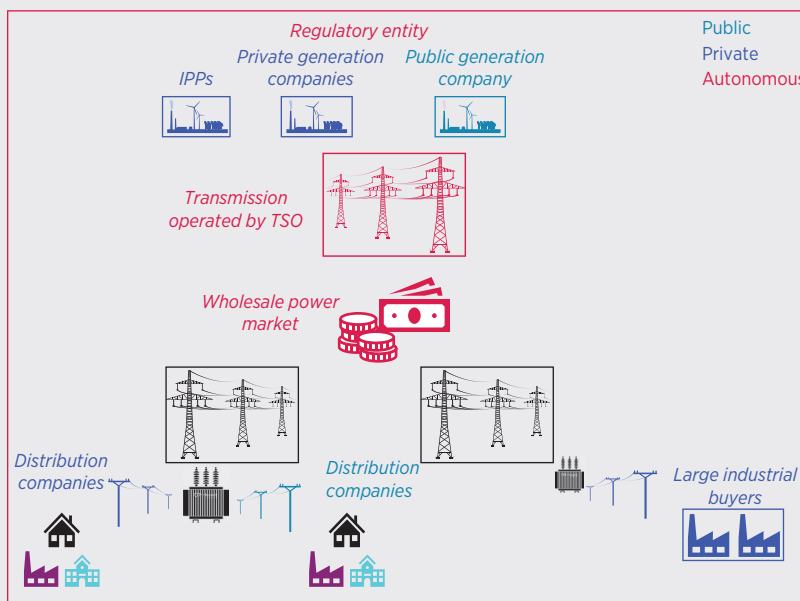 Regulatory entity
Public
Private
Autonomous
IPPs
Private generation
companies
Public generation
company
Transmission
operated by TSO
Wholesale power
market
Distribution
companies
Distribution
companies
Large industrial
buyers